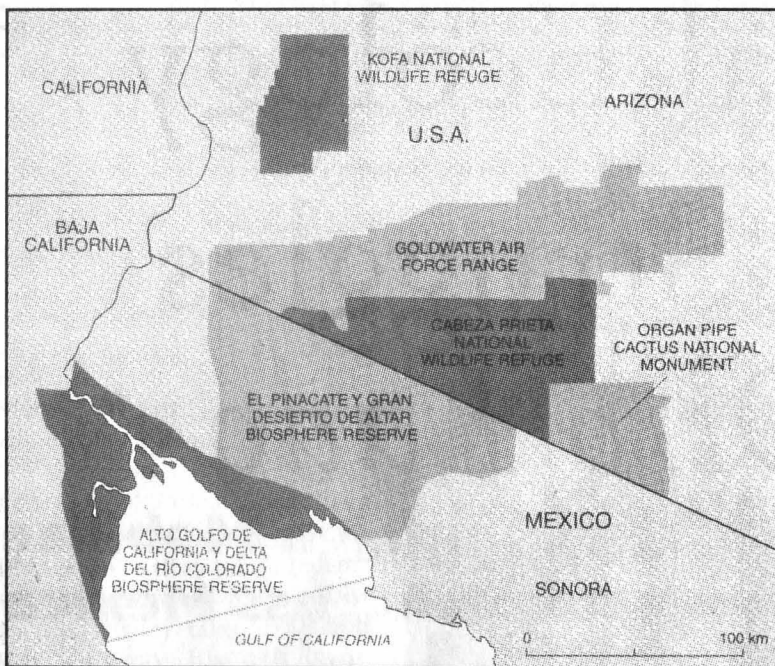 KOFA NATIONAL
WILDLIFE REFUGE
CALIFORNIA
ARIZONA
U.S.A.
BAJA
CALIFORNIA
GOLDWATER AIR
FORCE RANGE
CABEZA PRIETA
NATIONAL
WILDLIFE REFUGE
ORGAN PIPE
CACTUS NATIONAL
MONUMENT
EL PINACATE Y GRAN
DESIERTO DE ALTAR
BIOSPHERE RESERVE
MEXICO
ALTO GOLFO DE
CALIFORNIA Y DELTA
DEL RÍO COLORADO
BIOSPHERE RESERVE
SONORA
GULF OF CALIFORNIA
0 100 km